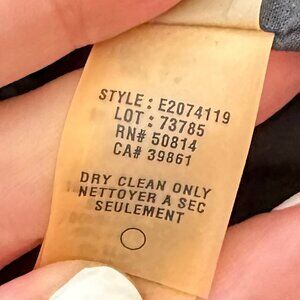 STYLE : E2074119
LOT : 73785
RN# 50814
CA# 39861
DRY CLEAN ONLY
NETTOYER A SEC
SEULEMENT